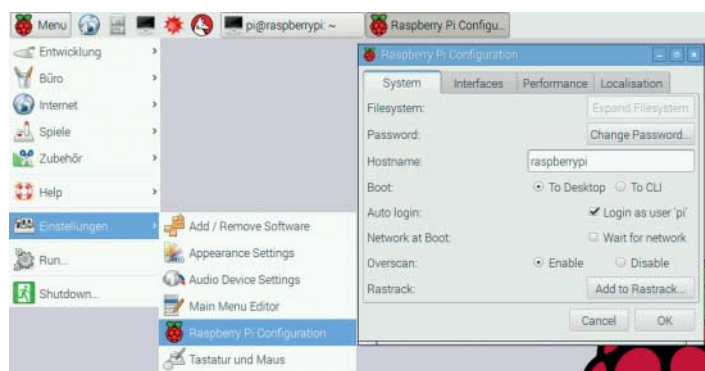 Menu
pi@raspberrypi: ~
Raspberry Pi Configu...
Entwicklung
Büro
Internet
Spiele
Zubehör
Help
Einstellungen
Run...
Shutdown...
Add / Remove Software
Appearance Settings
Audio Device Settings
Main Menu Editor
Raspberry Pi Configuration
Tastatur und Maus
Raspberry Pi Configuration
System
Interfaces
Performance
Localisation
Filesystem:
Expand Filesystem
Password:
Change Password...
Hostname:
raspberrypi
Boot:
To Desktop
To CLI
Auto login:
Login as user 'pi'
Network at Boot:
Wait for network
Overscan:
Enable
Disable
Rastrack:
Add to Rastrack...
Cancel
OK